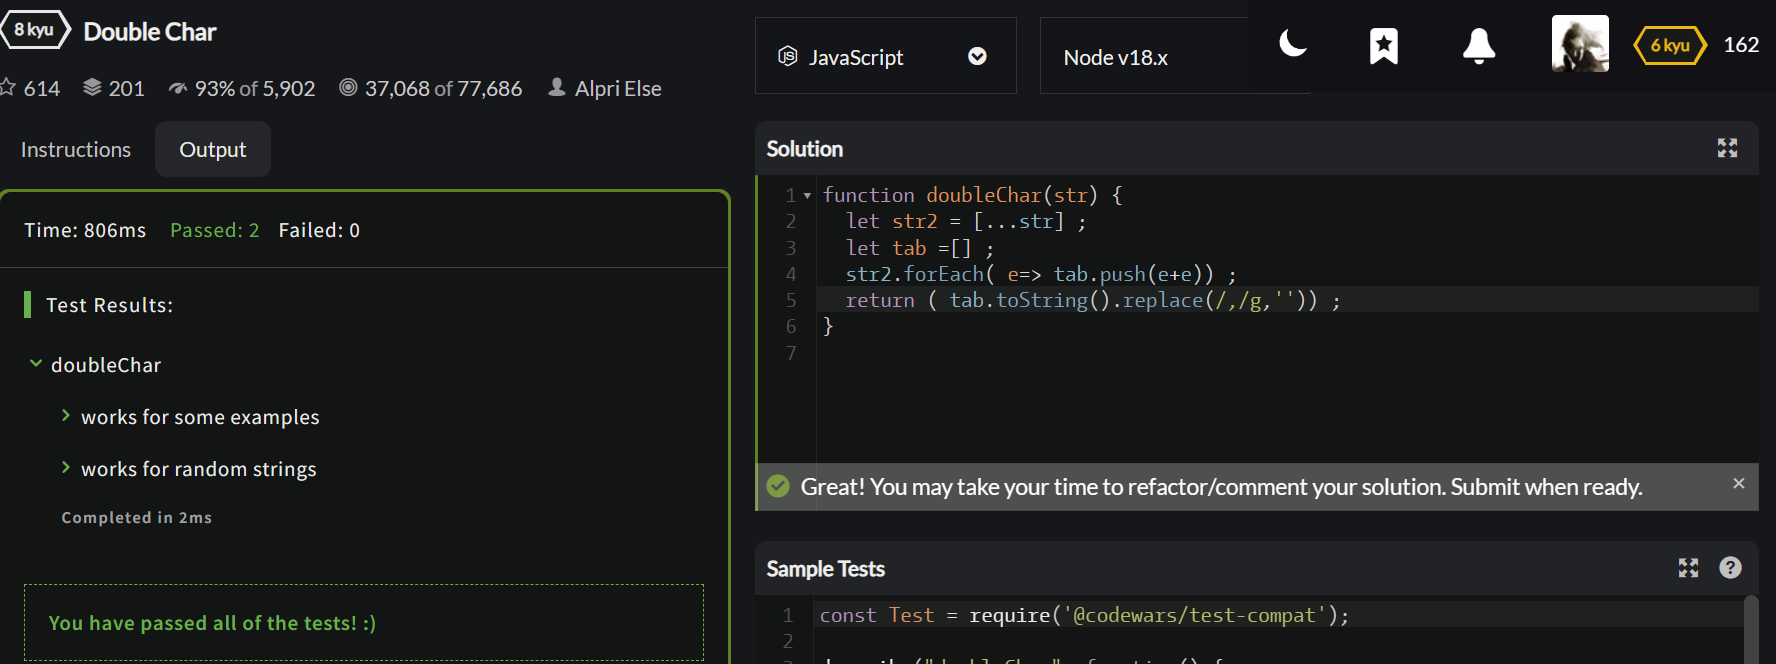 8 kyu Double Char
614 201 93% of 5,902 37,068 of 77,686 Alpri Else
Instructions Output
Time: 806ms Passed: 2 Failed: 0
Test Results:
doubleChar
works for some examples
works for random strings
Completed in 2ms
You have passed all of the tests! :)
JS JavaScript Node v18.x
6 kyu 162
Solution
1 function doubleChar(str) {
2 let str2 = [...str] ;
3 let tab =[] ;
4 str2.forEach( e=> tab.push(e+e)) ;
5 return ( tab.toString().replace(/,/g,'')) ;
6 }
7
Great! You may take your time to refactor/comment your solution. Submit when ready. ×
Sample Tests ?
1 const Test = require('@codewars/test-compat');
2